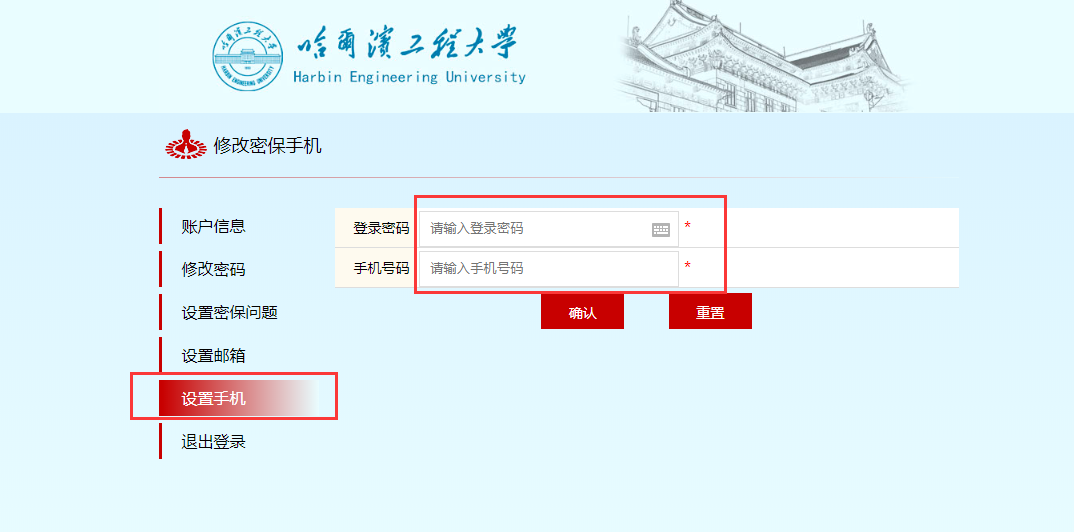 哈爾濱工程大學
Harbin Engineering University
修改密保手机
账户信息
修改密码
设置密保问题
设置邮箱
设置手机
退出登录
登录密码 请输入登录密码 *
手机号码 请输入手机号码 *
确认 重置